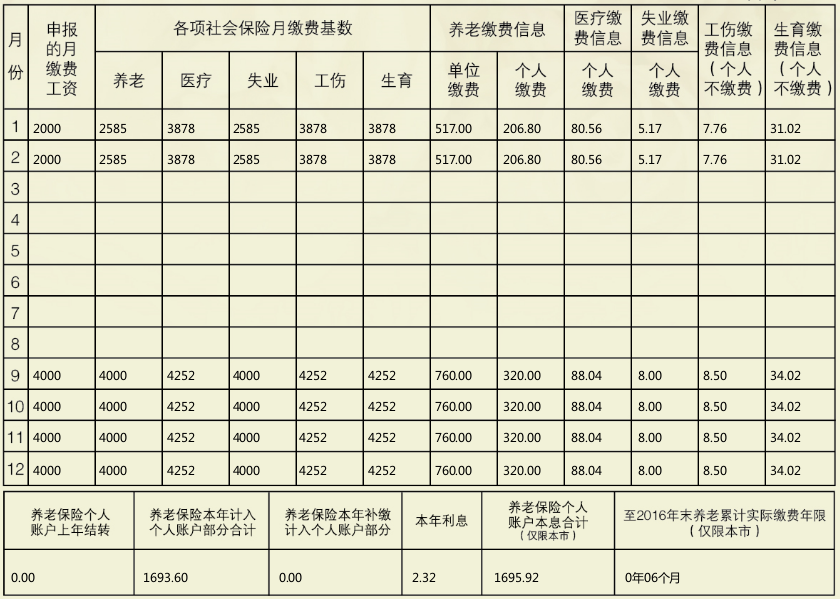 月份 申报的月缴费工资 各项社会保险月缴费基数 养老缴费信息 医疗缴费信息 失业缴费信息 工伤缴费信息(个人不缴费) 生育缴费信息(个人不缴费)
养老 医疗 失业 工伤 生育 单位缴费 个人缴费 个人缴费 个人缴费
1 2000 2585 3878 2585 3878 3878 517.00 206.80 80.56 5.17 7.76 31.02
2 2000 2585 3878 2585 3878 3878 517.00 206.80 80.56 5.17 7.76 31.02
3
4
5
6
7
8
9 4000 4000 4252 4000 4252 4252 760.00 320.00 88.04 8.00 8.50 34.02
10 4000 4000 4252 4000 4252 4252 760.00 320.00 88.04 8.00 8.50 34.02
11 4000 4000 4252 4000 4252 4252 760.00 320.00 88.04 8.00 8.50 34.02
12 4000 4000 4252 4000 4252 4252 760.00 320.00 88.04 8.00 8.50 34.02
养老保险个人账户上年结转 养老保险本年计入个人账户部分合计 养老保险本年补缴计入个人账户部分 本年利息 养老保险个人账户本息合计(仅限本市) 至2016年末养老累计实际缴费年限(仅限本市)
0.00 1693.60 0.00 2.32 1695.92 0年06个月